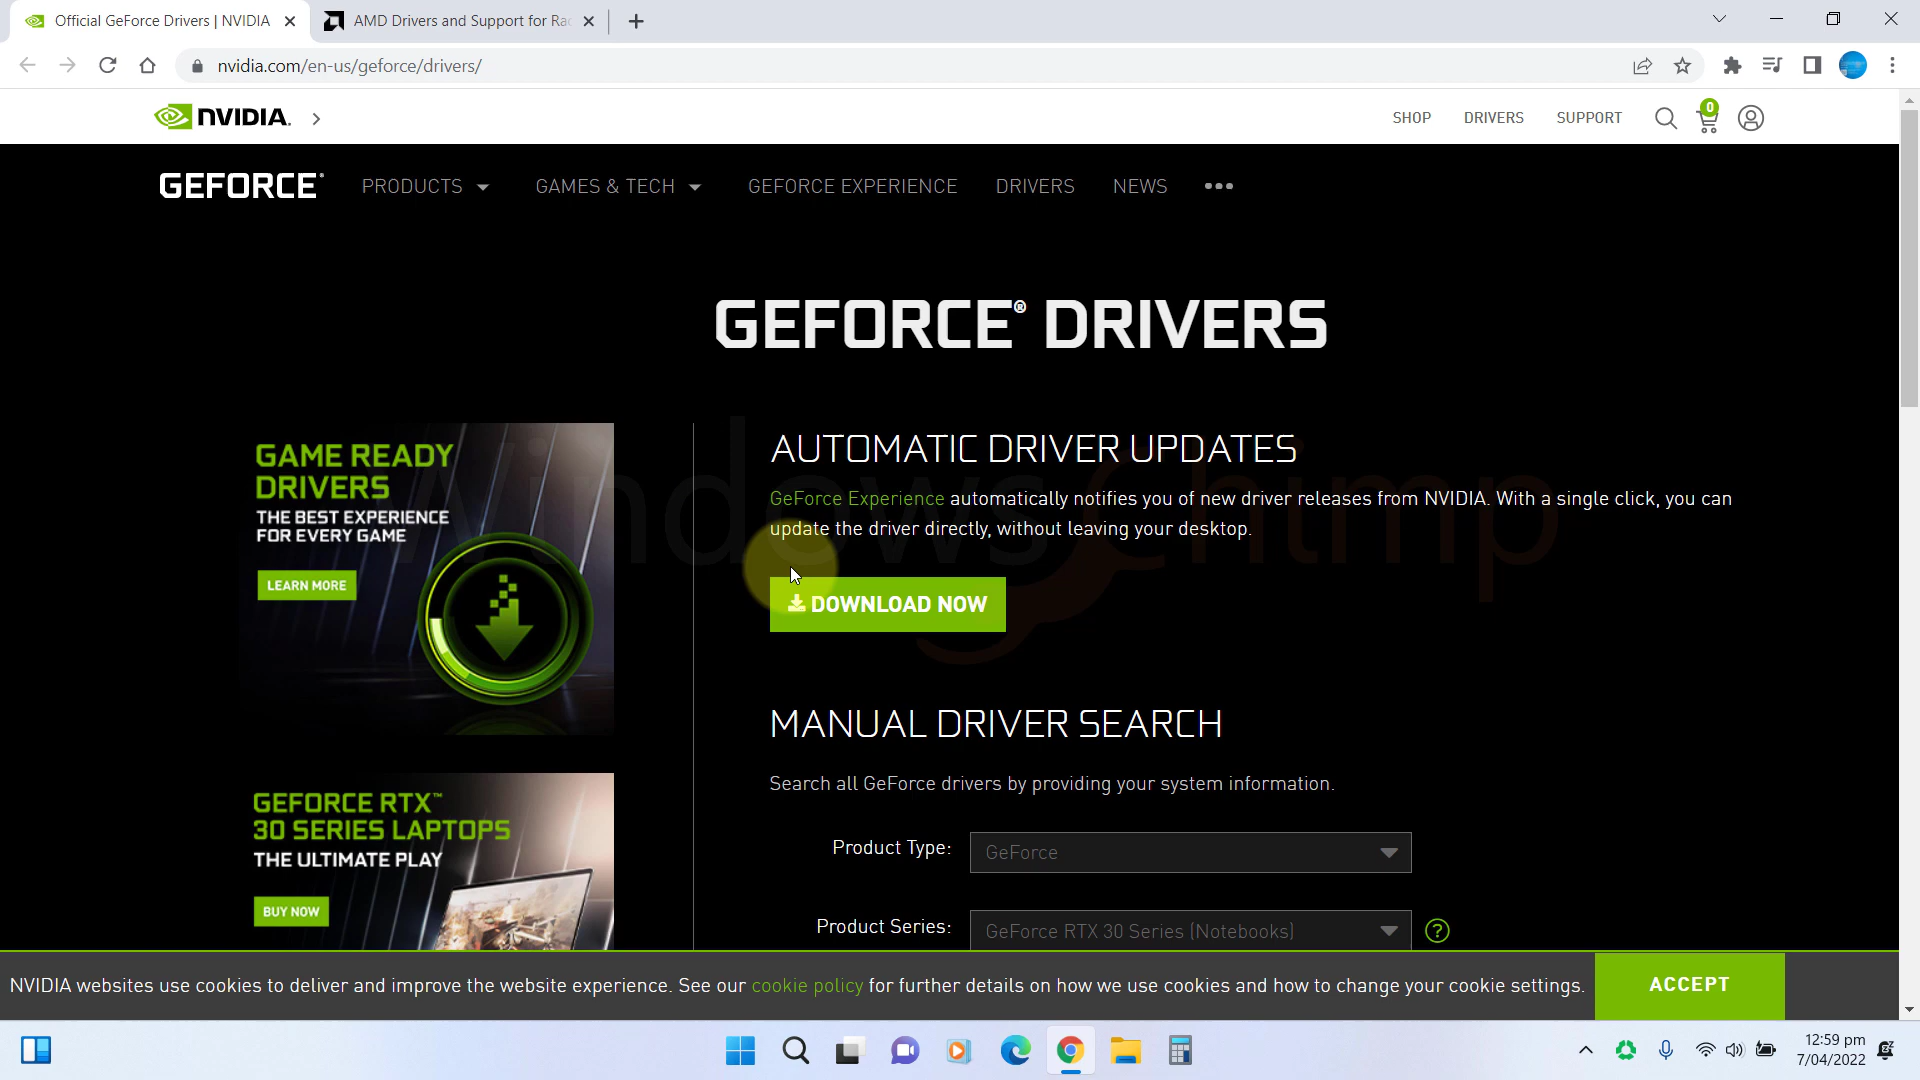 Official GeForce Drivers | NVIDIA
AMD Drivers and Support for Ra
nvidia.com/en-us/geforce/drivers/
NVIDIA.
SHOP
DRIVERS
SUPPORT
0
GEFORCE
PRODUCTS
GAMES & TECH
GEFORCE EXPERIENCE
DRIVERS
NEWS
GEFORCE® DRIVERS
GAME READY
DRIVERS
THE BEST EXPERIENCE
FOR EVERY GAME
LEARN MORE
GEFORCE RTX™
30 SERIES LAPTOPS
THE ULTIMATE PLAY
BUY NOW
AUTOMATIC DRIVER UPDATES
GeForce Experience automatically notifies you of new driver releases from NVIDIA. With a single click, you can
update the driver directly, without leaving your desktop.
DOWNLOAD NOW
Windows Chimp
MANUAL DRIVER SEARCH
Search all GeForce drivers by providing your system information.
Product Type:
GeForce
Product Series:
GeForce RTX 30 Series (Notebooks)
?
NVIDIA websites use cookies to deliver and improve the website experience. See our cookie policy for further details on how we use cookies and how to change your cookie settings.
ACCEPT
12:59 pm
7/04/2022